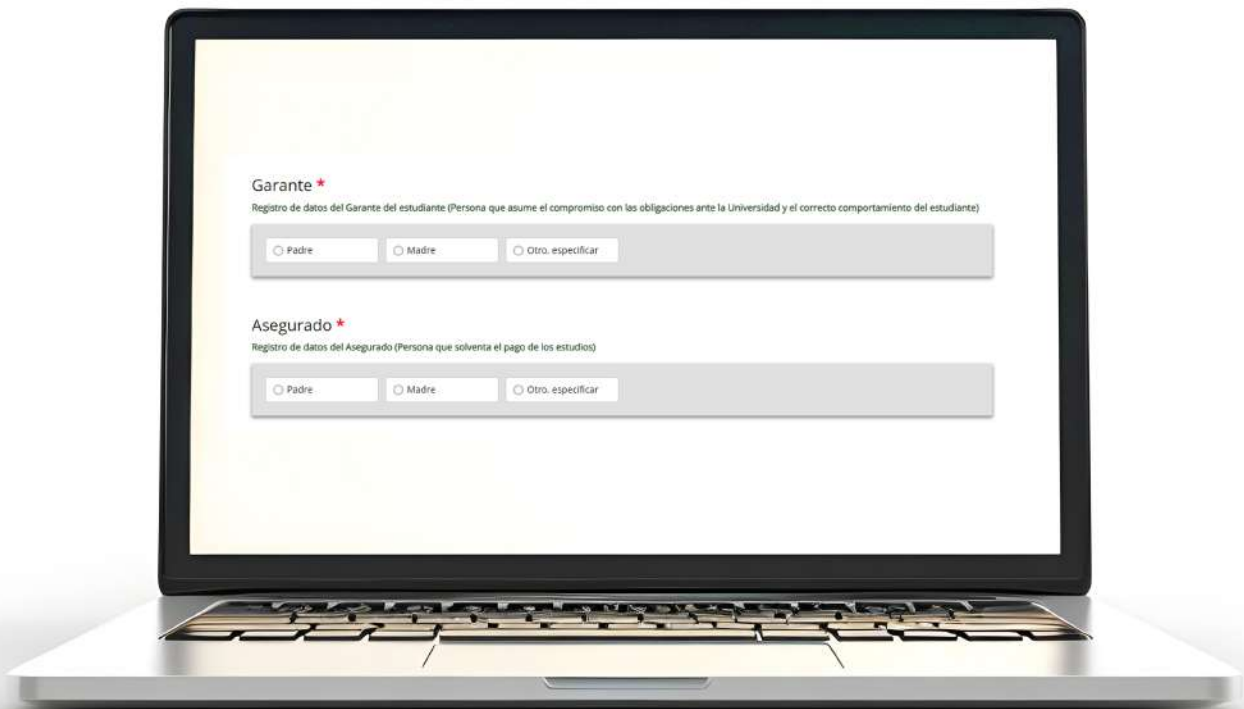 Garante *
Registro de datos del Garante del estudiante (Persona que asume el compromiso con las obligaciones ante la Universidad y el correcto comportamiento del estudiante)
Padre Madre Otro. especificar
Asegurado *
Registro de datos del Asegurado (Persona que solventa el pago de los estudios)
Padre Madre Otro. especificar